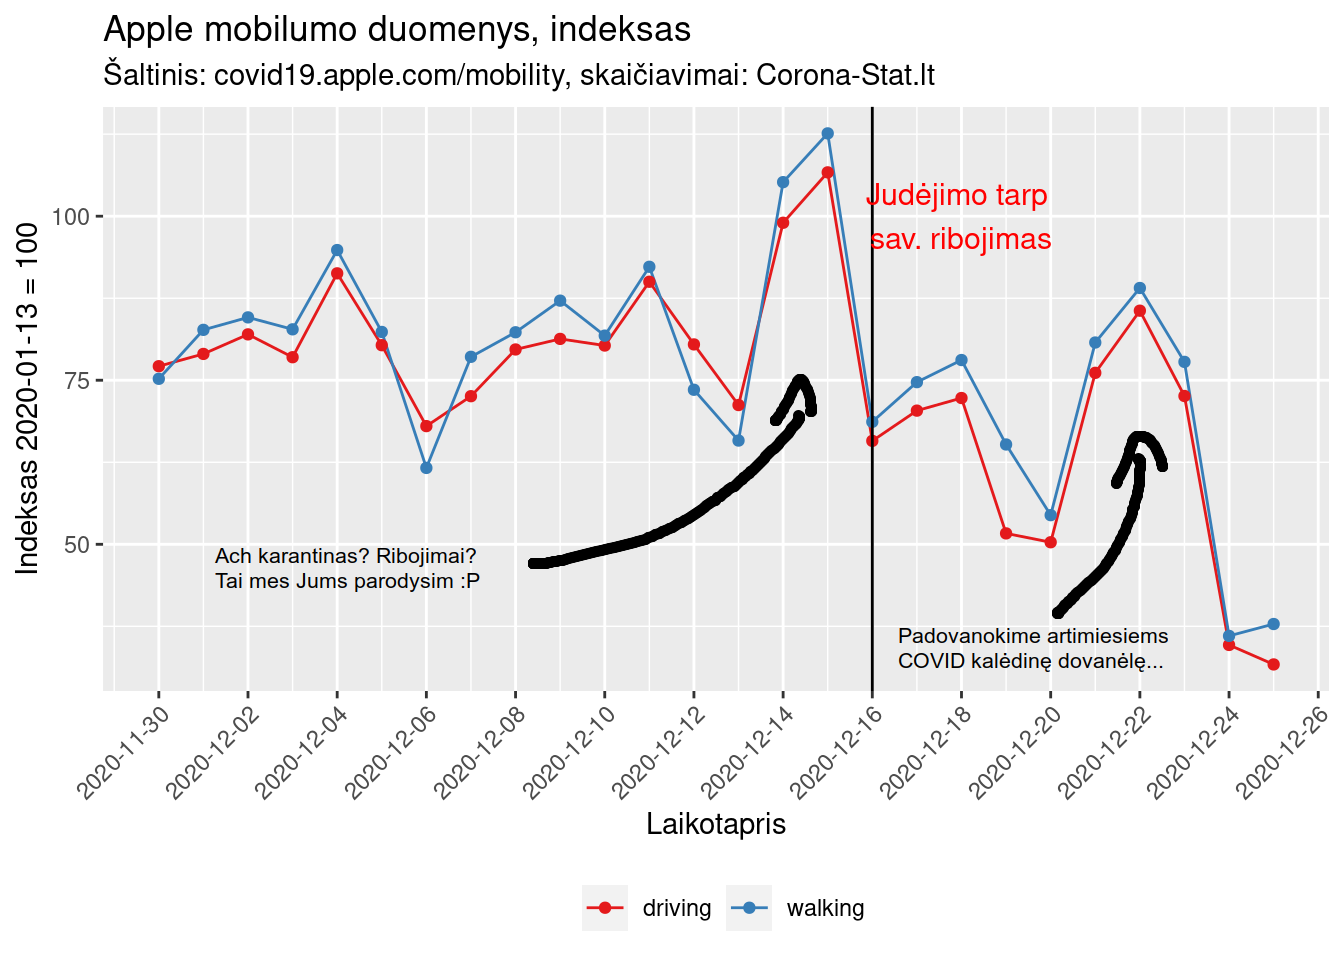 Apple mobilumo duomenys, indeksas
Šaltinis: covid19.apple.com/mobility, skaičiavimai: Corona-Stat.lt
Indeksas 2020-01-13 = 100
100
75
50
Judėjimo tarp
sav. ribojimas
Ach karantinas? Ribojimai?
Tai mes Jums parodysim :P
Padovanokime artimiesiems
COVID kalėdinę dovanėlę...
2020-11-30
2020-12-02
2020-12-04
2020-12-06
2020-12-08
2020-12-10
2020-12-12
2020-12-14
2020-12-16
2020-12-18
2020-12-20
2020-12-22
2020-12-24
2020-12-26
Laikotapris
driving
walking